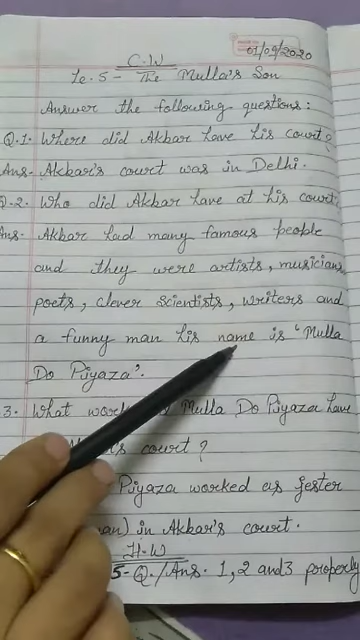 C.W
01/09/2020
Le. 5 - The Mulla's Son
Answer the following questions:
Q.1. Where did Akbar have his court?
Ans- Akbar's court was in Delhi.
Q.2. Who did Akbar have at his court?
Ans- Akbar had many famous people
and they were artists, musicians
poets, clever scientists, writers and
a funny man his name is 'Mulla
Do Piyaza'.
3. What work Mulla Do Piyaza have
court?
Piyaza worked as jester
in Akbar's court.
H.W
5- Q./Ans. 1, 2 and 3 properly